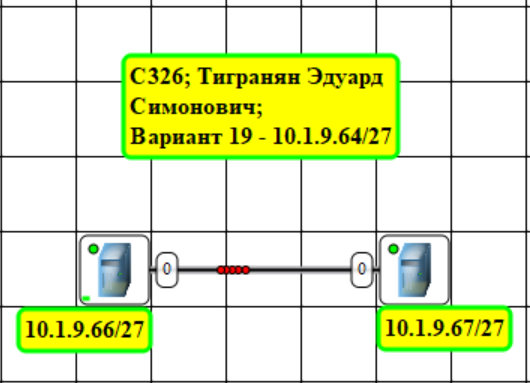 С326; Тигранян Эдуард
Симонович;
Вариант 19 - 10.1.9.64/27
0
0
10.1.9.66/27
10.1.9.67/27